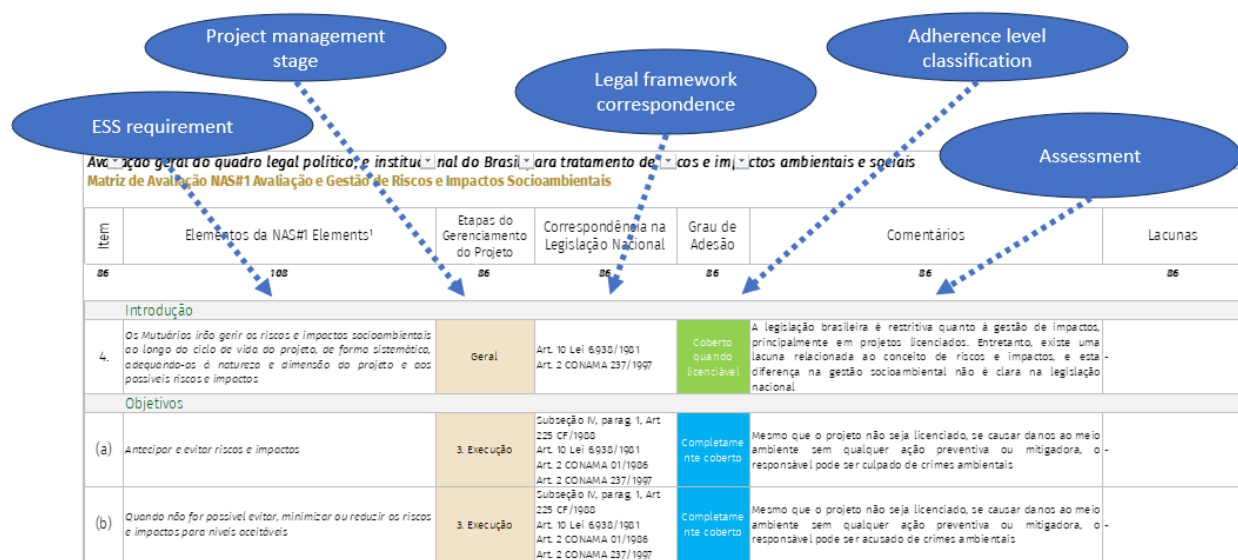 Project management
stage
Adherence level
classification
Legal framework
correspondence
ESS requirement
Assessment
geral do quadro legal político, e do Brasil para tratamento de e ambientais e sociais
Matriz de Avaliação NAS#1 Avaliação e Gestão de Riscos e Impactos Socioambientais
Item
Elementos da NAS#1 Elements¹
Etapas do
Gerenciamento
do Projeto
Correspondência na
Legislação Nacional
Grau de
Adesão
Comentários
Lacunas
86 108 86 86 86 86 86
Introdução
4.
Os Mutuários irão gerir os riscos e impactos socioambientais
ao longo do ciclo de vida do projeto, de forma sistemática,
adequando-os á natureza e dimensão do projeto e aos
possíveis riscos e impactos
Geral
Art. 10 Lei 6.938/1981
Art. 2 CONAMA 237/1997
Coberto
quando
licenciável
A legislação brasileira é restritiva quanto à gestão de impactos,
principalmente em projetos licenciados. Entretanto, existe uma
lacuna relacionada ao conceito de riscos e impactos, e esta
diferença na gestão socioambiental não é clara na legislação
nacional
-
Objetivos
(a)
Antecipar e evitar riscos e impactos
3. Execução
Subseção IV, parag. 1, Art
225 CF/1988
Art. 10 Lei 6.938/1981
Art. 2 CONAMA 01/1986
Art. 2 CONAMA 237/1997
Completame
nte coberto
Mesmo que o projeto não seja licenciado, se causar danos ao meio
ambiente sem qualquer ação preventiva ou mitigadora, o
responsável pode ser culpado de crimes ambientais
-
(b)
Quando não for possível evitar, minimizar ou reduzir os riscos
e impactos para níveis aceitáveis
3. Execução
Subseção IV, parag. 1, Art
225 CF/1988
Art. 10 Lei 6.938/1981
Art. 2 CONAMA 01/1986
Art. 2 CONAMA 237/1997
Completame
nte coberto
Mesmo que o projeto não seja licenciado, se causar danos ao meio
ambiente sem qualquer ação preventiva ou mitigadora, o
responsável pode ser acusado de crimes ambientais
-